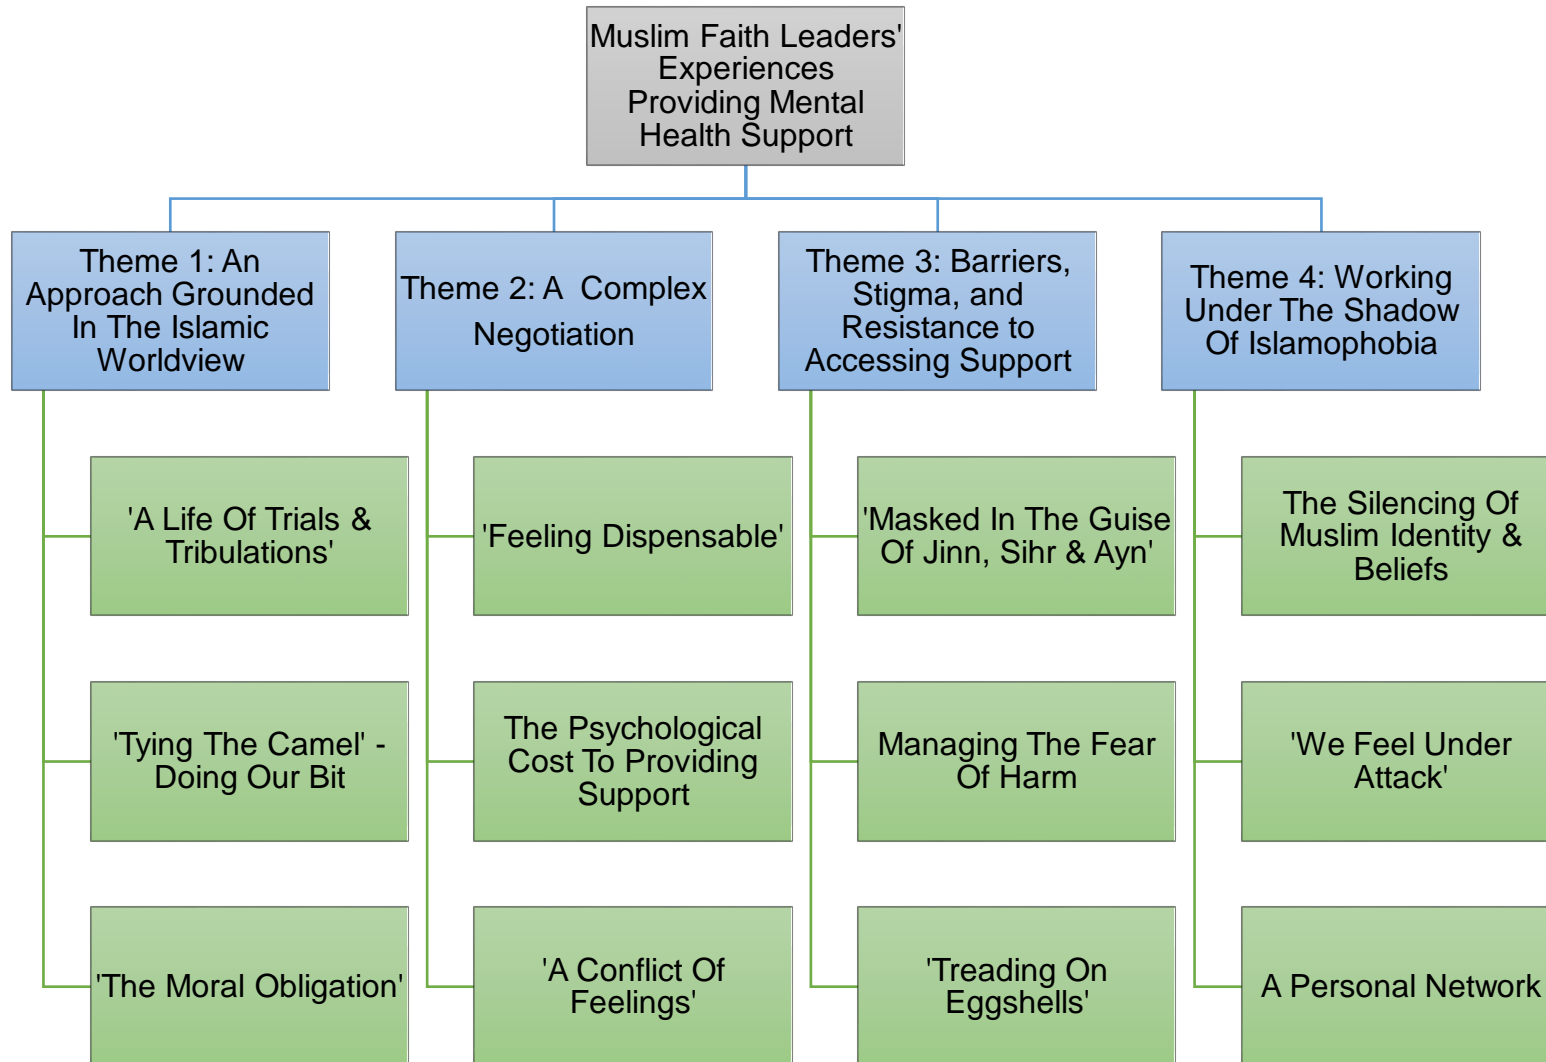 Muslim Faith Leaders'
Experiences
Providing Mental
Health Support
Theme 1: An
Approach Grounded
In The Islamic
Worldview
Theme 2: A  Complex
Negotiation
Theme 3: Barriers,
Stigma, and
Resistance to
Accessing Support
Theme 4: Working
Under The Shadow
Of Islamophobia
'A Life Of Trials &
Tribulations'
'Tying The Camel' -
Doing Our Bit
'The Moral Obligation'
'Feeling Dispensable'
The Psychological
Cost To Providing
Support
'A Conflict Of
Feelings'
'Masked In The Guise
Of Jinn, Sihr & Ayn'
Managing The Fear
Of Harm
'Treading On
Eggshells'
The Silencing Of
Muslim Identity &
Beliefs
'We Feel Under
Attack'
A Personal Network